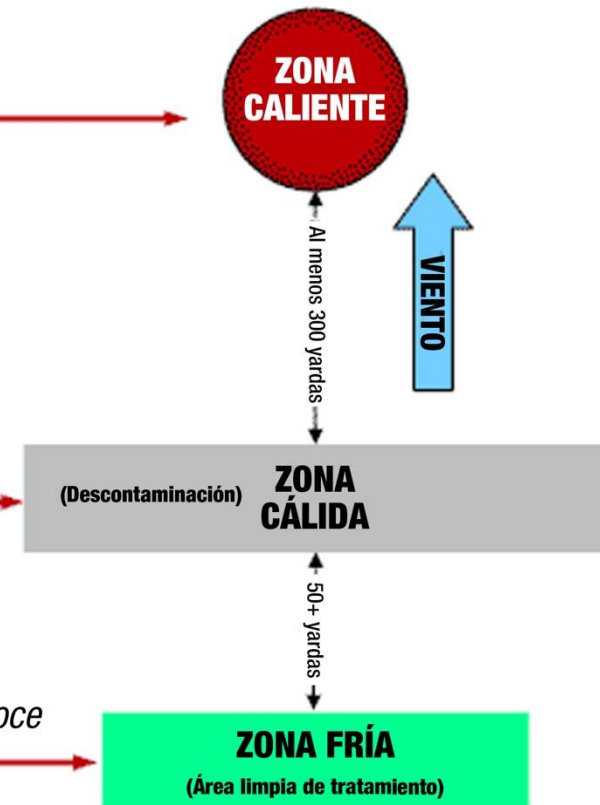 ZONA
CALIENTE
Al menos 300 yardas
VIENTO
(Descontaminación)
ZONA
CÁLIDA
50+ yardas
ZONA FRÍA
(Área limpia de tratamiento)